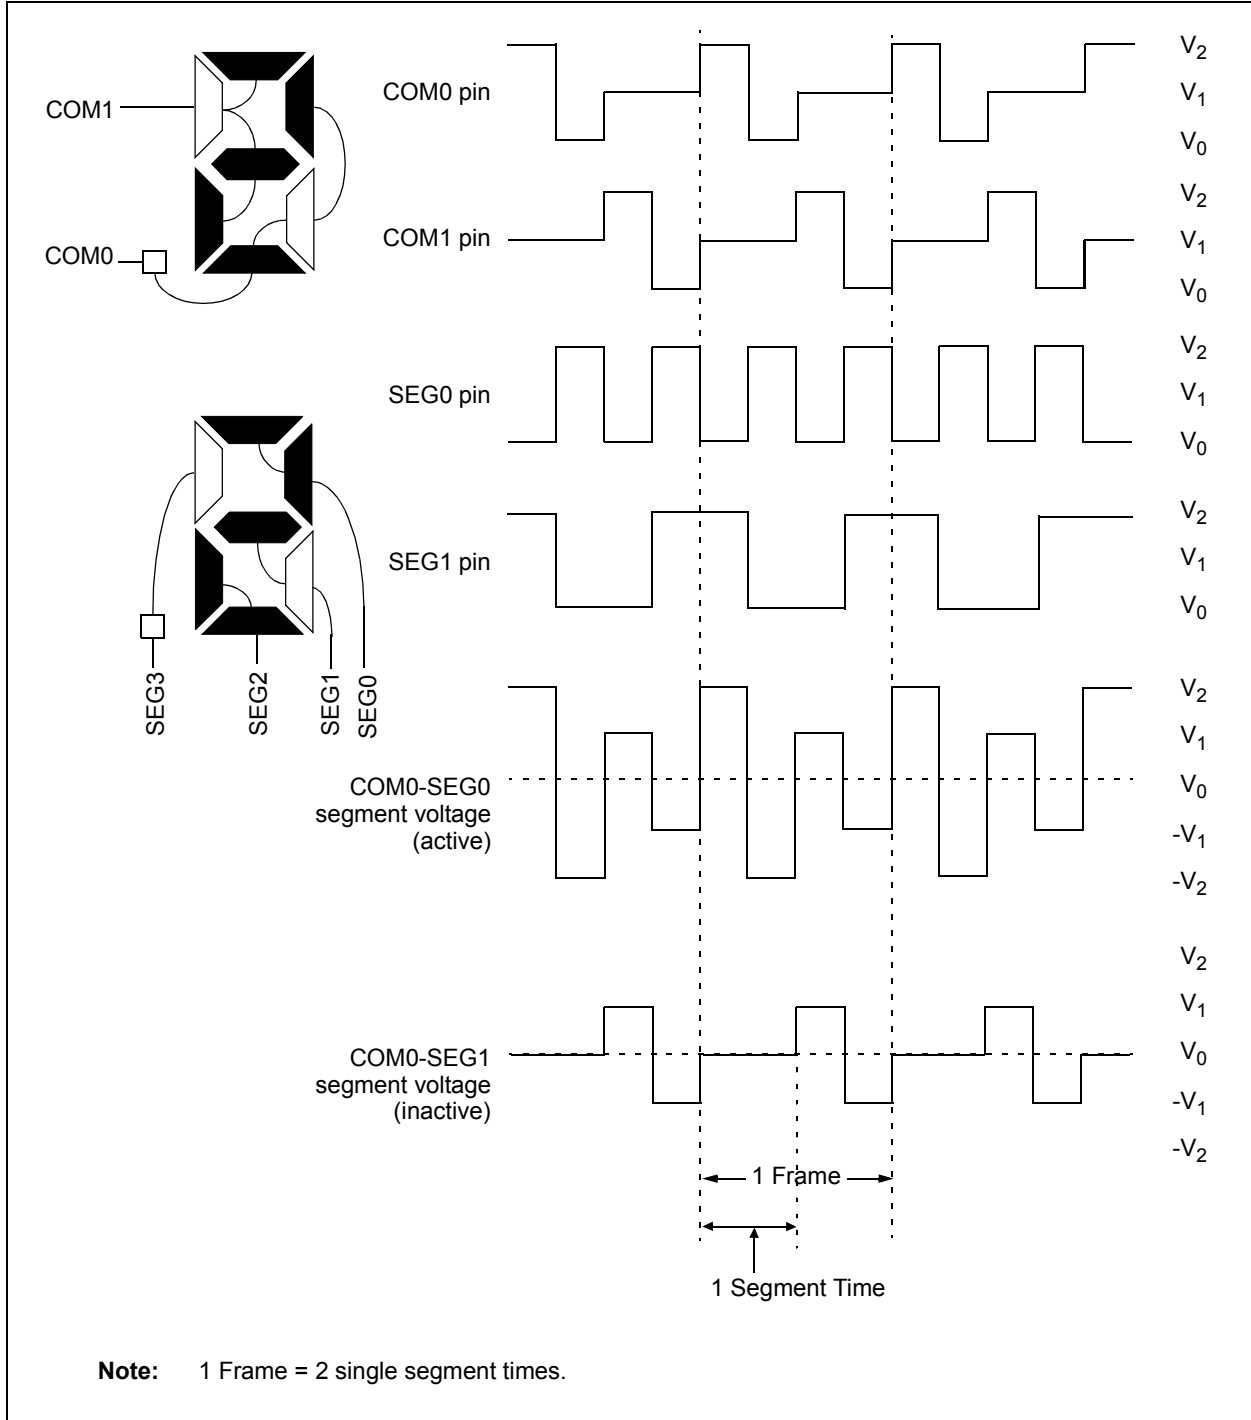 COM1
COM0
COM0 pin
V2
V1
V0
COM1 pin
V2
V1
V0
SEG0 pin
V2
V1
V0
SEG1 pin
V2
V1
V0
SEG3
SEG2
SEG1
SEG0
COM0-SEG0
segment voltage
(active)
V2
V1
V0
-V1
-V2
COM0-SEG1
segment voltage
(inactive)
V2
V1
V0
-V1
-V2
1 Frame
1 Segment Time
Note: 1 Frame = 2 single segment times.